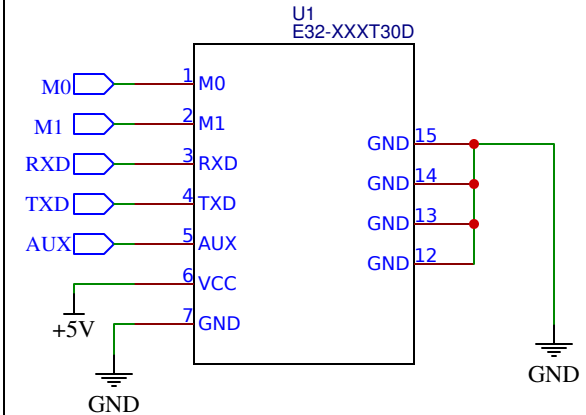 U1
E32-XXXT30D
M0 1 M0
M1 2 M1
RXD 3 RXD
TXD 4 TXD
AUX 5 AUX
6 VCC
+5V
7 GND
GND
GND 15
GND 14
GND 13
GND 12
GND